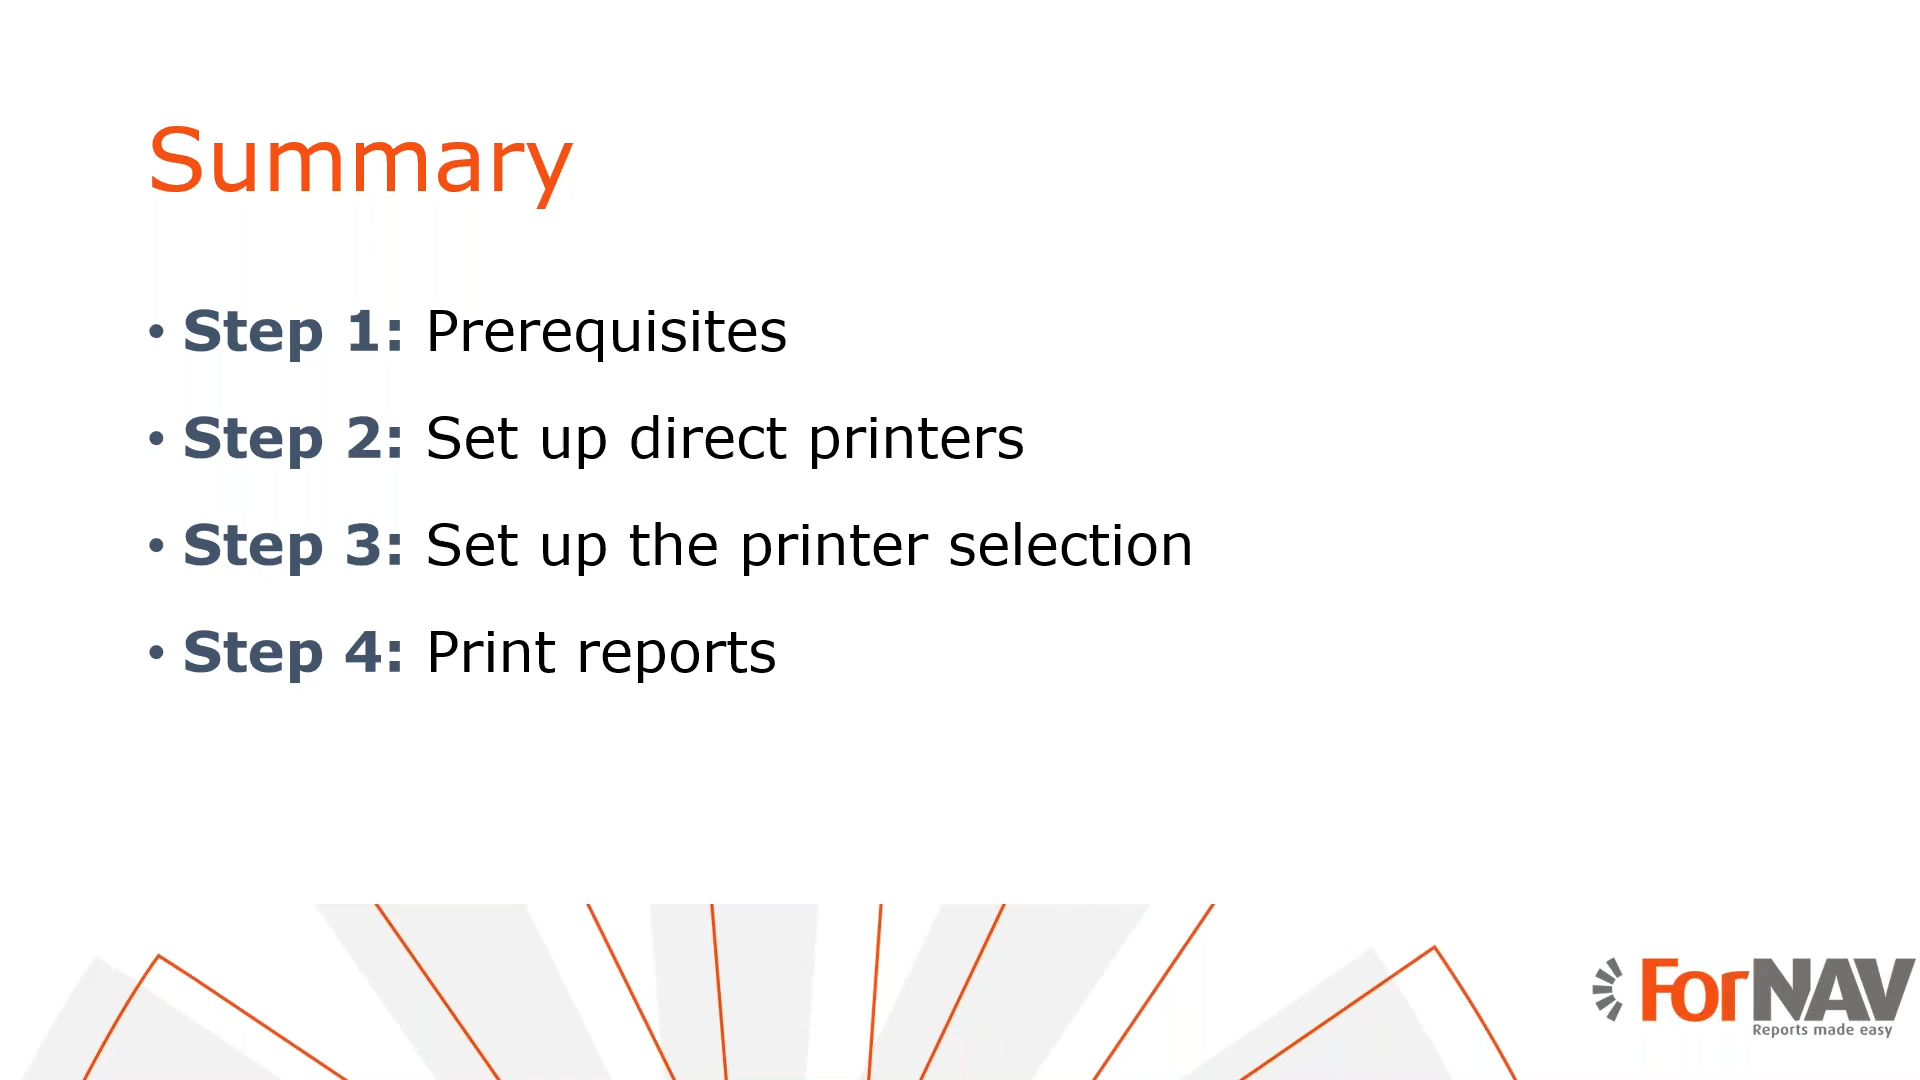 Summary
• Step 1: Prerequisites
• Step 2: Set up direct printers
• Step 3: Set up the printer selection
• Step 4: Print reports
ForNAV
Reports made easy